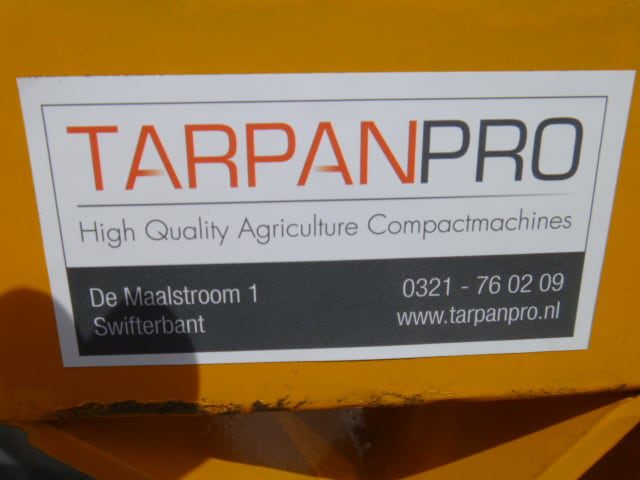 TARPANPRO
High Quality Agriculture Compactmachines
De Maalstroom 1
Swifterbant
0321 - 76 02 09
www.tarpanpro.nl